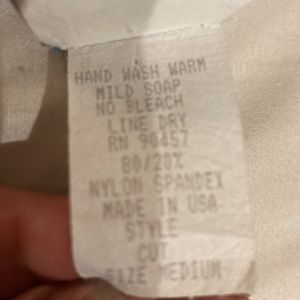 HAND WASH WARM
MILD SOAP
NO BLEACH
LINE DRY
RN 90457
80/20%
NYLON SPANDEX
MADE IN USA
STYLE
CUT
SIZE MEDIUM